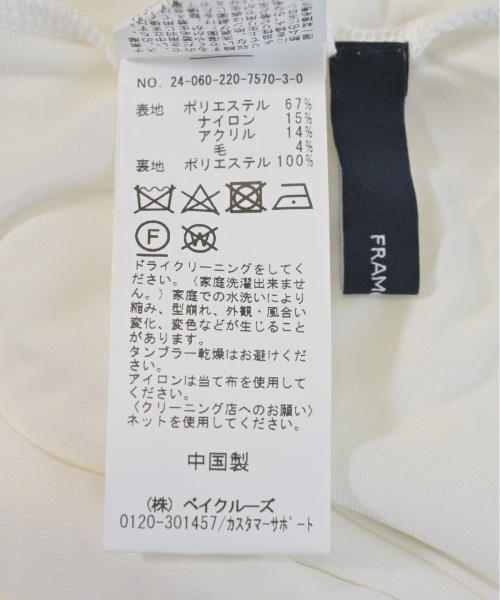 NO. 24-060-220-7570-3-0
表地 ポリエステル 67%
ナイロン 15%
アクリル 14%
毛 4%
裏地 ポリエステル 100%
F
W
ドライクリーニングをしてく
ださい。(家庭洗濯出来ませ
ん。)家庭での水洗いにより
縮み、型崩れ、外観・風合い
変化、変色などが生じること
があります。
タンブラー乾燥はお避けくだ
さい。
アイロンは当て布を使用して
ください。
〈クリーニング店へのお願い〉
ネットを使用してください。
中国製
(株) ベイクルーズ
0120-301457/カスタマーサポート
FRAM